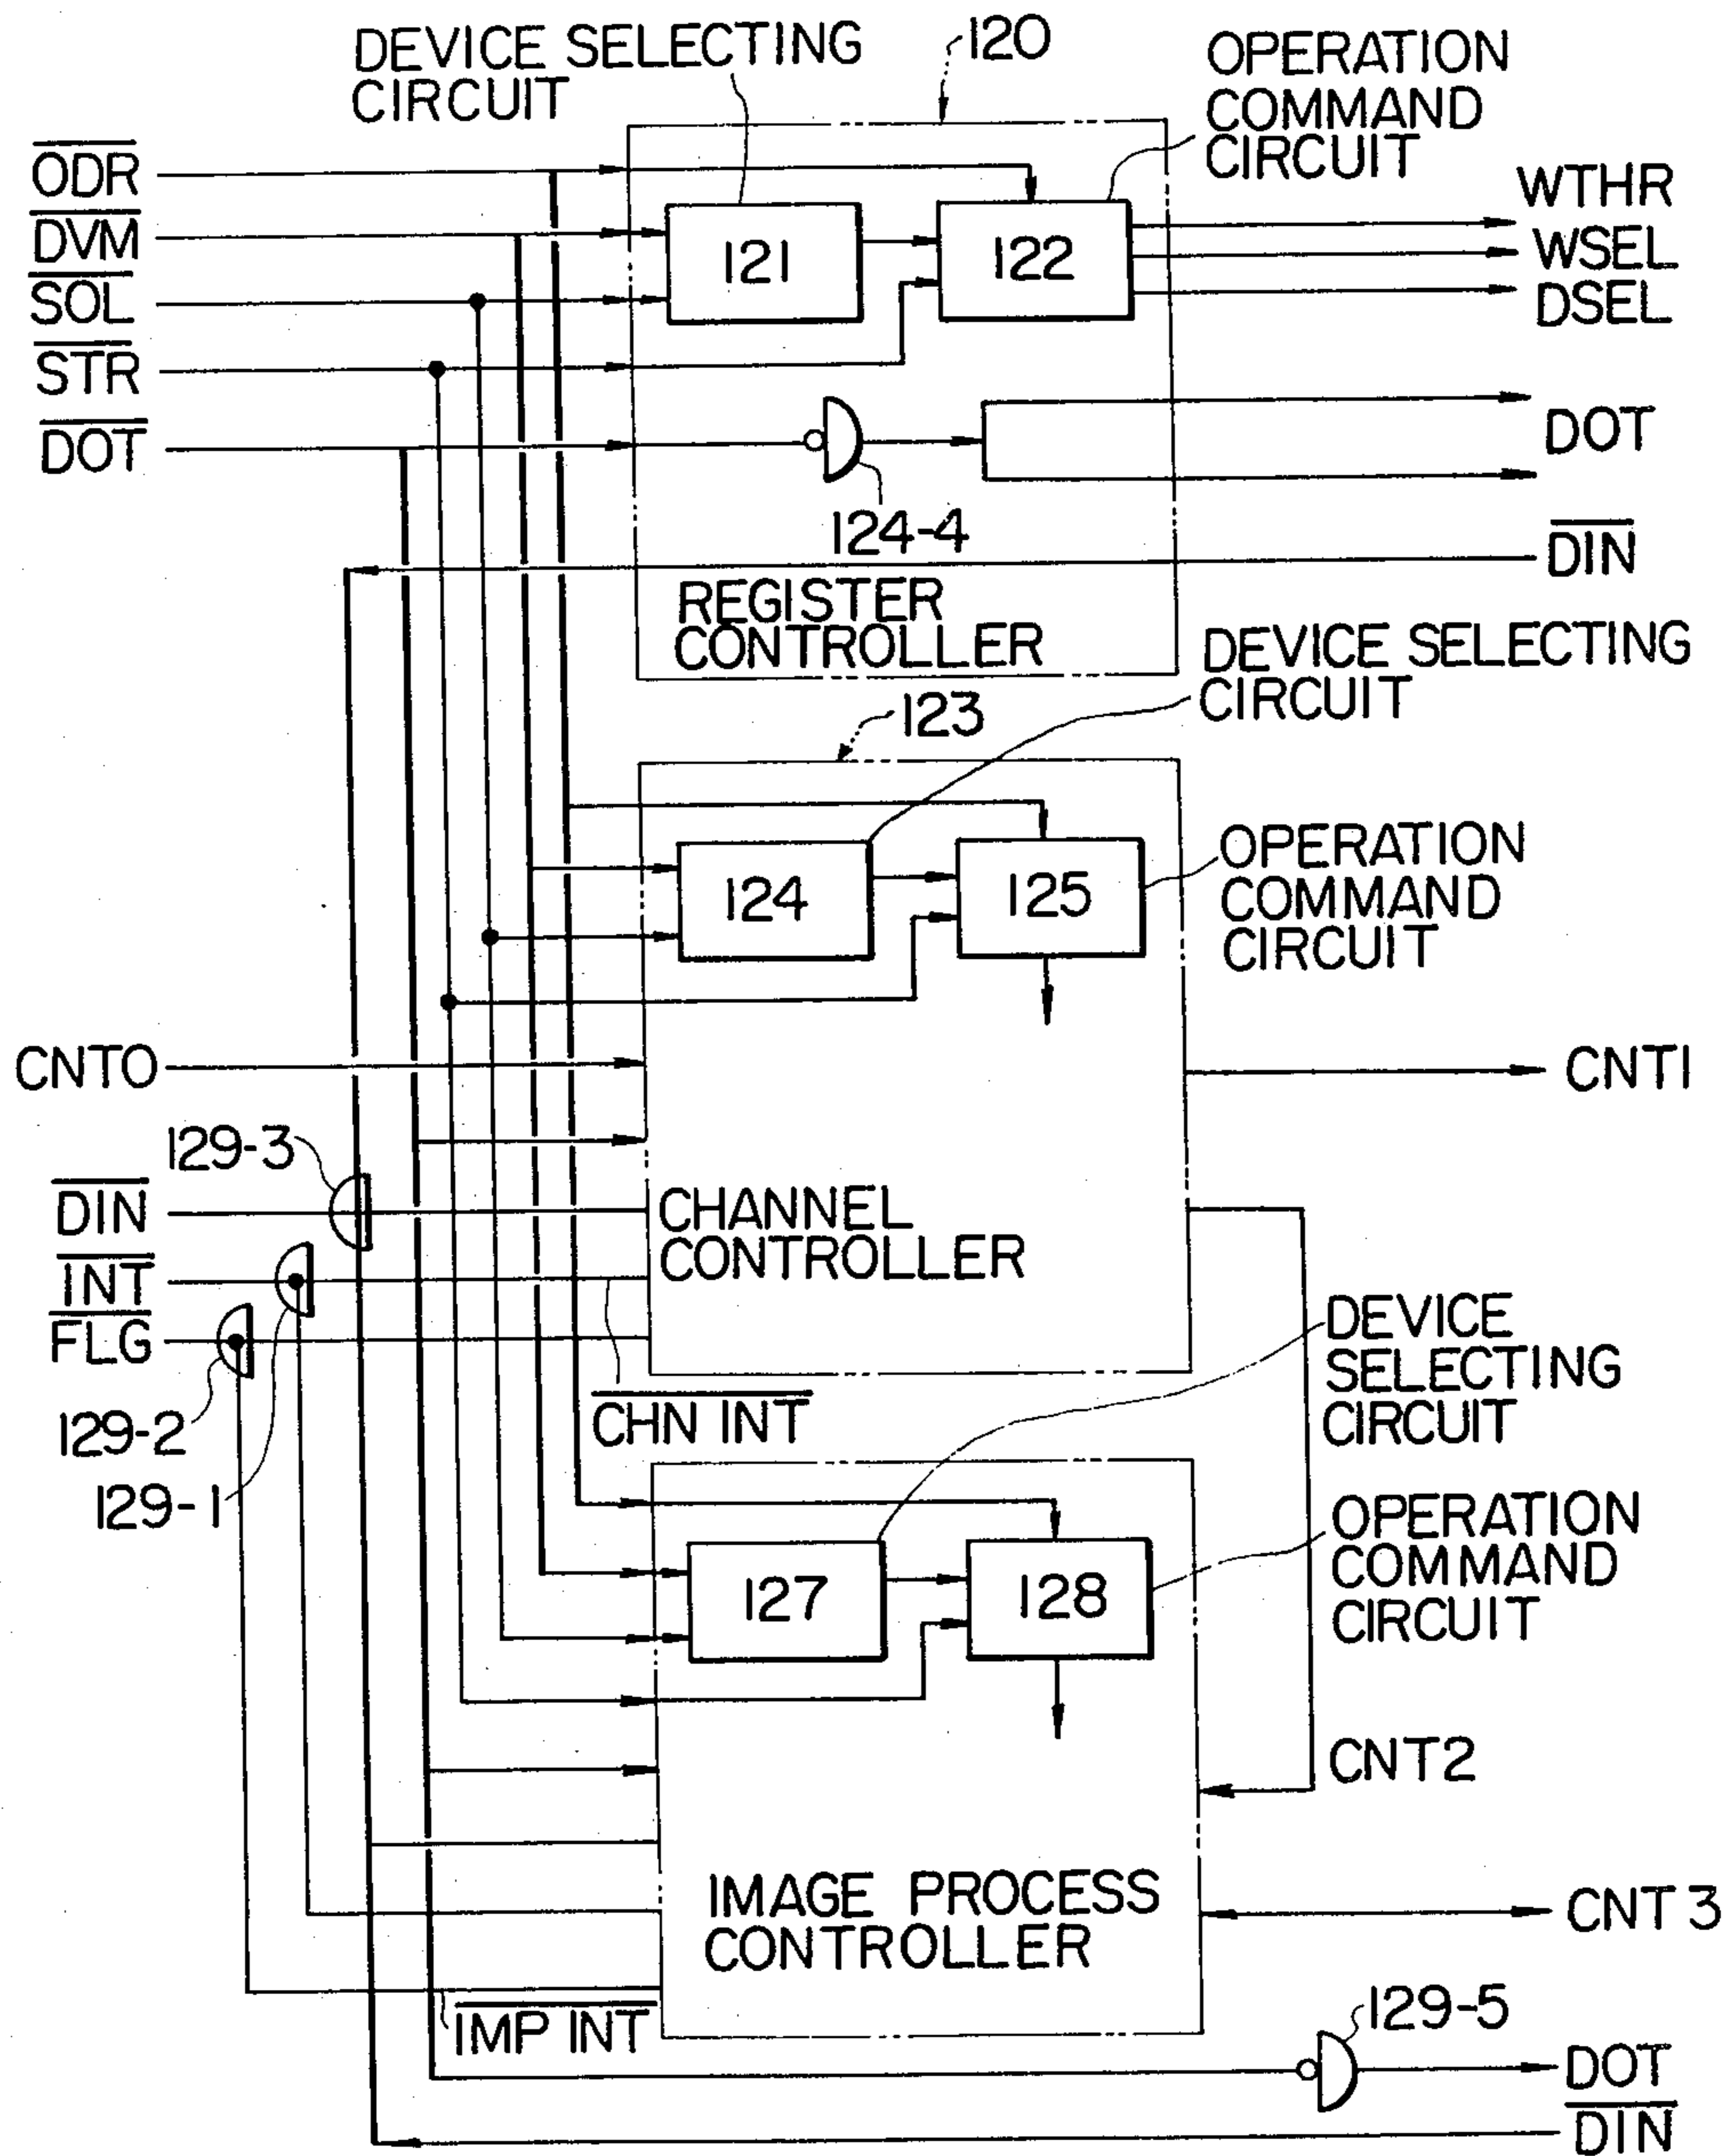 DEVICE SELECTING
CIRCUIT
120
OPERATION
COMMAND
CIRCUIT
ODR
DVM
SOL
STR
DOT
121
122
WTHR
WSEL
DSEL
DOT
124-4
DIN
REGISTER
CONTROLLER
DEVICE SELECTING
CIRCUIT
123
124
125
OPERATION
COMMAND
CIRCUIT
CNTO
CNT1
129-3
DIN
INT
FLG
CHANNEL
CONTROLLER
129-2
129-1
CHN INT
DEVICE
SELECTING
CIRCUIT
127
128
OPERATION
COMMAND
CIRCUIT
CNT2
IMAGE PROCESS
CONTROLLER
CNT3
IMP INT
129-5
DOT
DIN